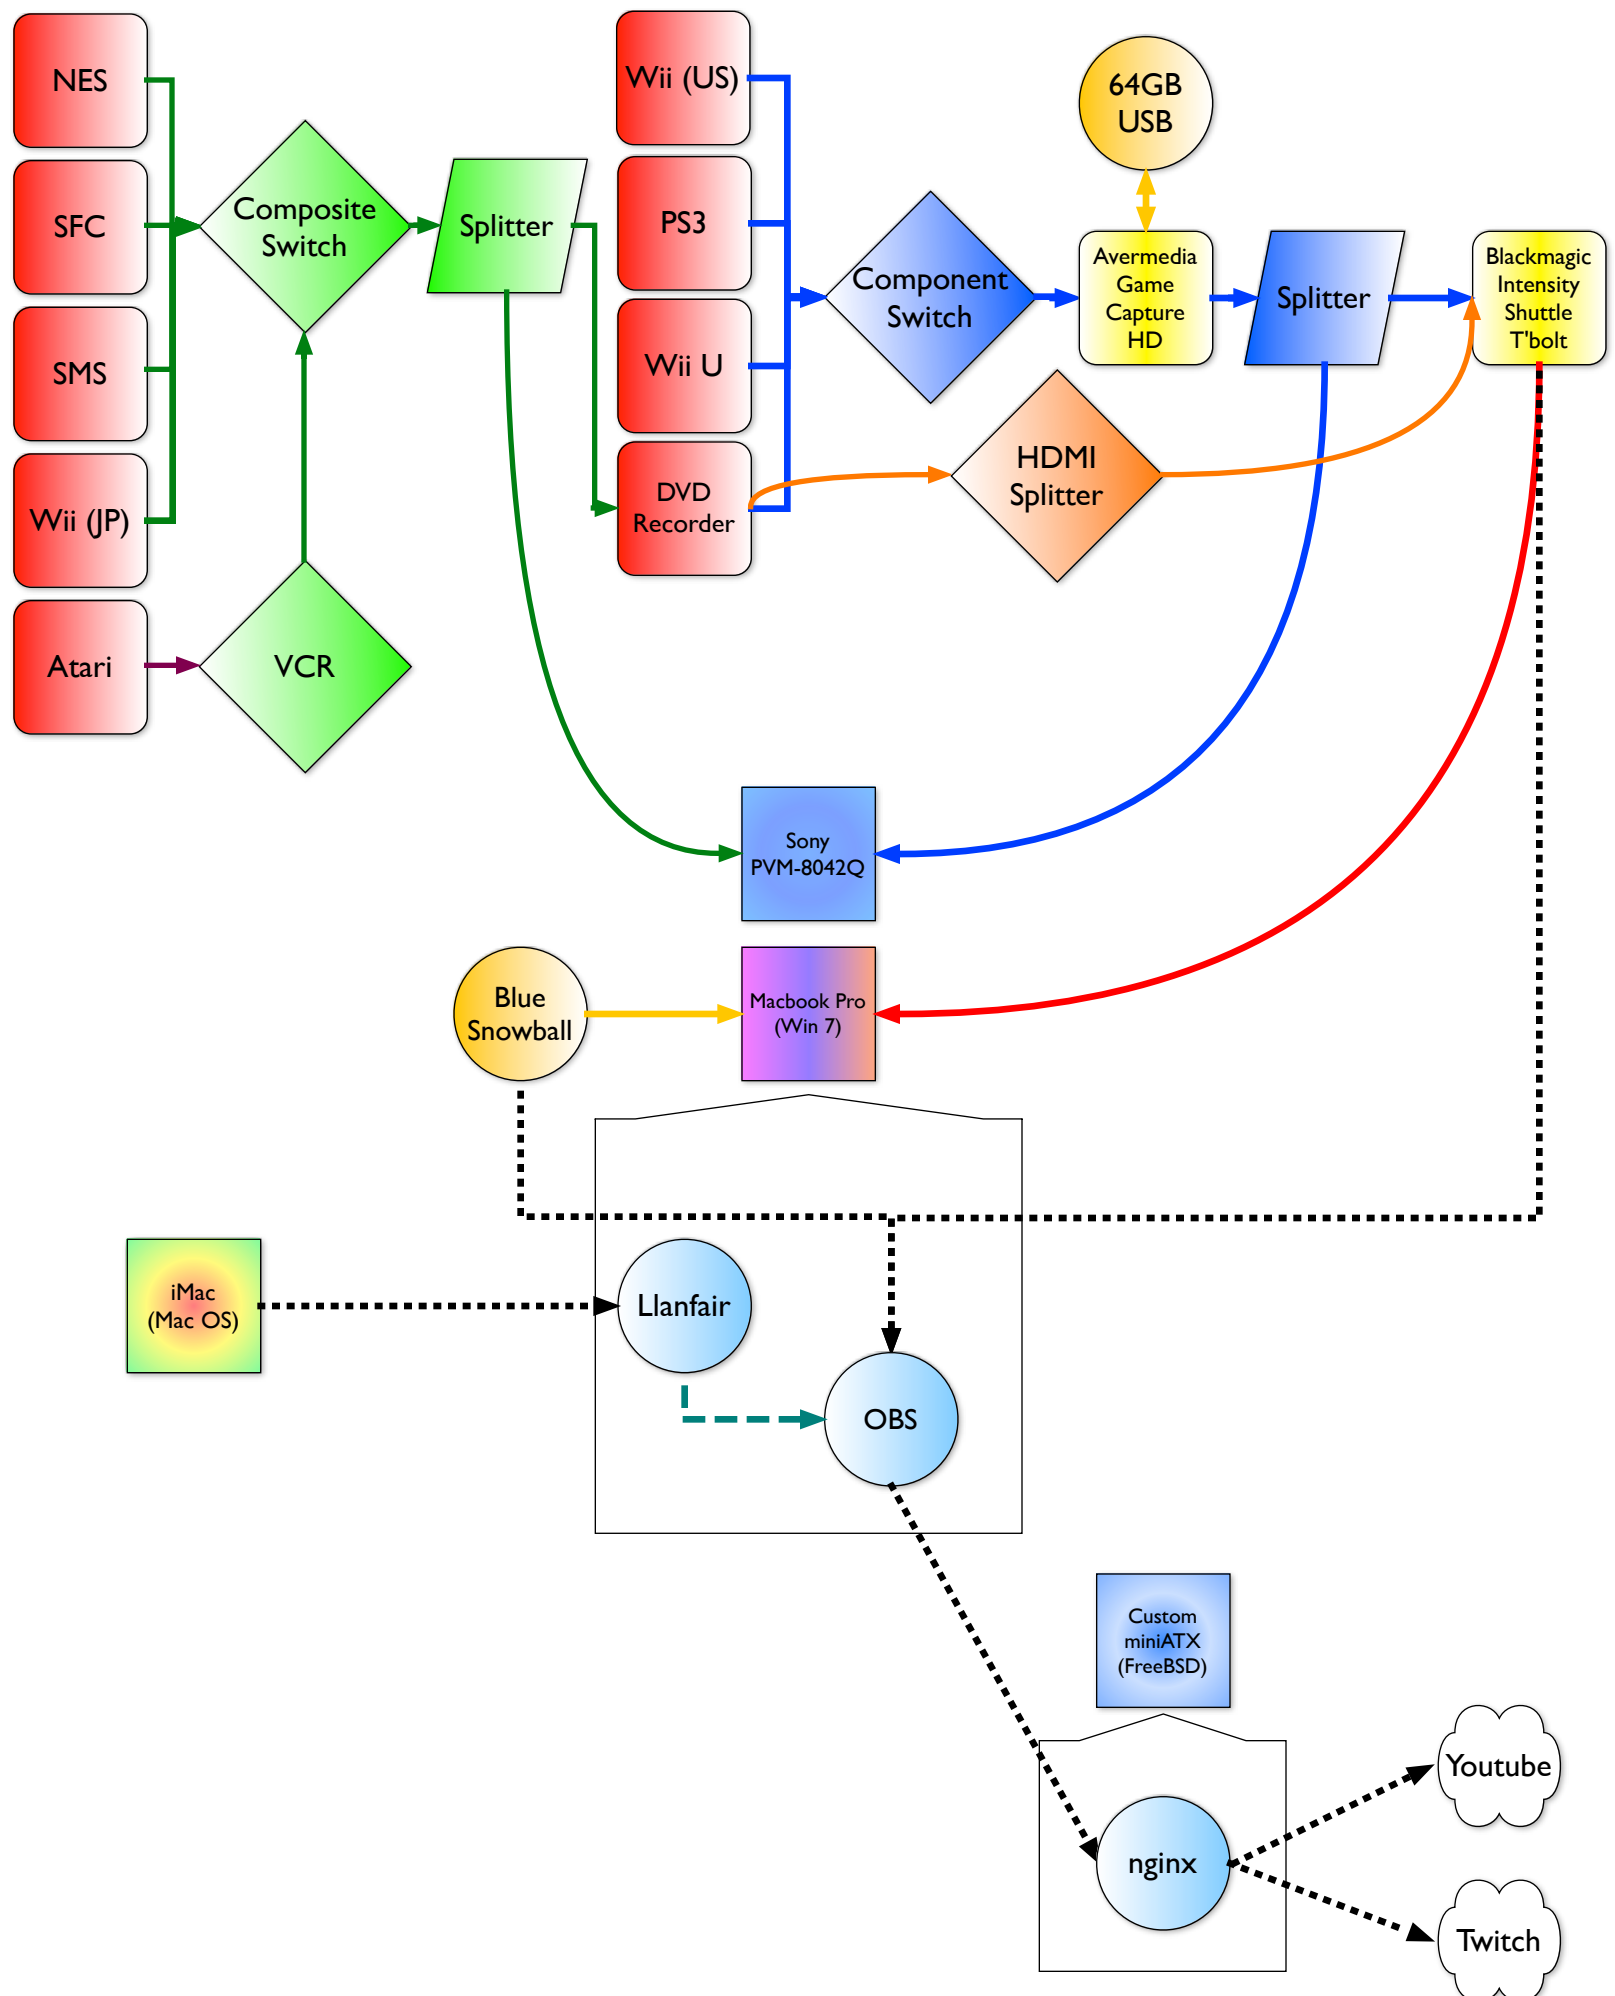 NES
SFC
SMS
Wii (JP)
Atari
Composite
Switch
VCR
Splitter
Wii (US)
PS3
Wii U
DVD
Recorder
Component
Switch
HDMI
Splitter
64GB
USB
Avermedia
Game
Capture
HD
Splitter
Blackmagic
Intensity
Shuttle
T'bolt
Sony
PVM-8042Q
Blue
Snowball
Macbook Pro
(Win 7)
iMac
(Mac OS)
Llanfair
OBS
Custom
miniATX
(FreeBSD)
nginx
Youtube
Twitch